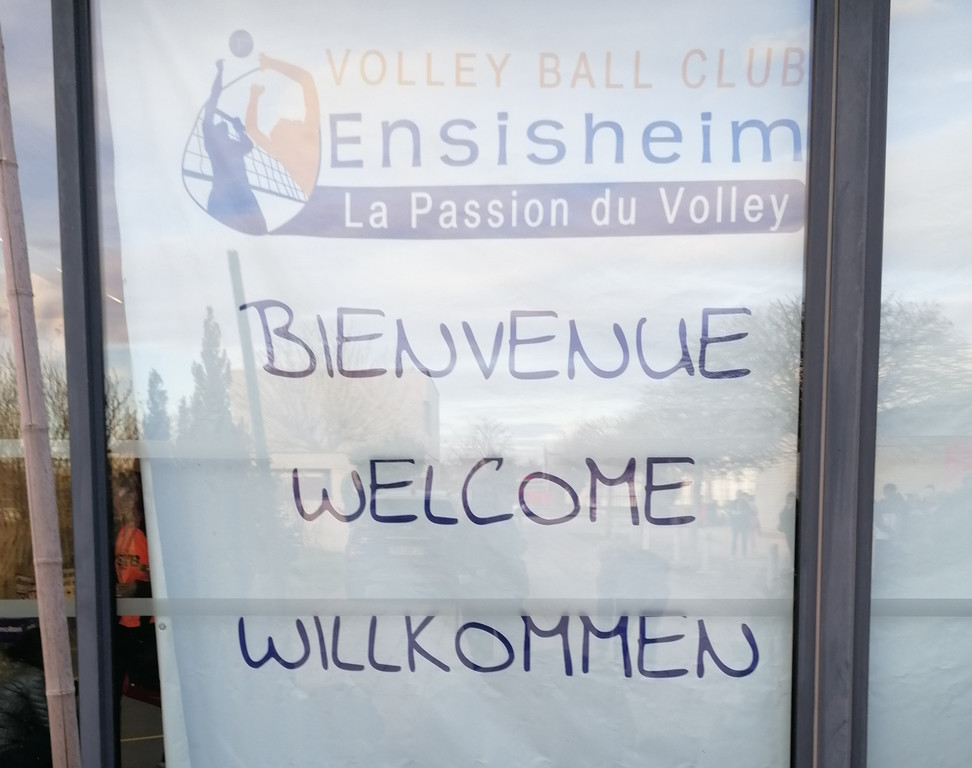 VOLLEY BALL CLUB
Ensisheim
La Passion du Volley
BIENVENUE
WELCOME
WILLKOMMEN